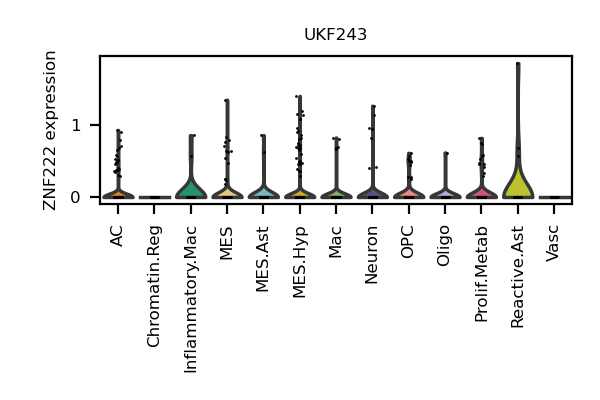 UKF243
ZNF222 expression
1
0
AC
Chromatin.Reg
Inflammatory.Mac
MES
MES.Ast
MES.Hyp
Mac
Neuron
OPC
Oligo
Prolif.Metab
Reactive.Ast
Vasc